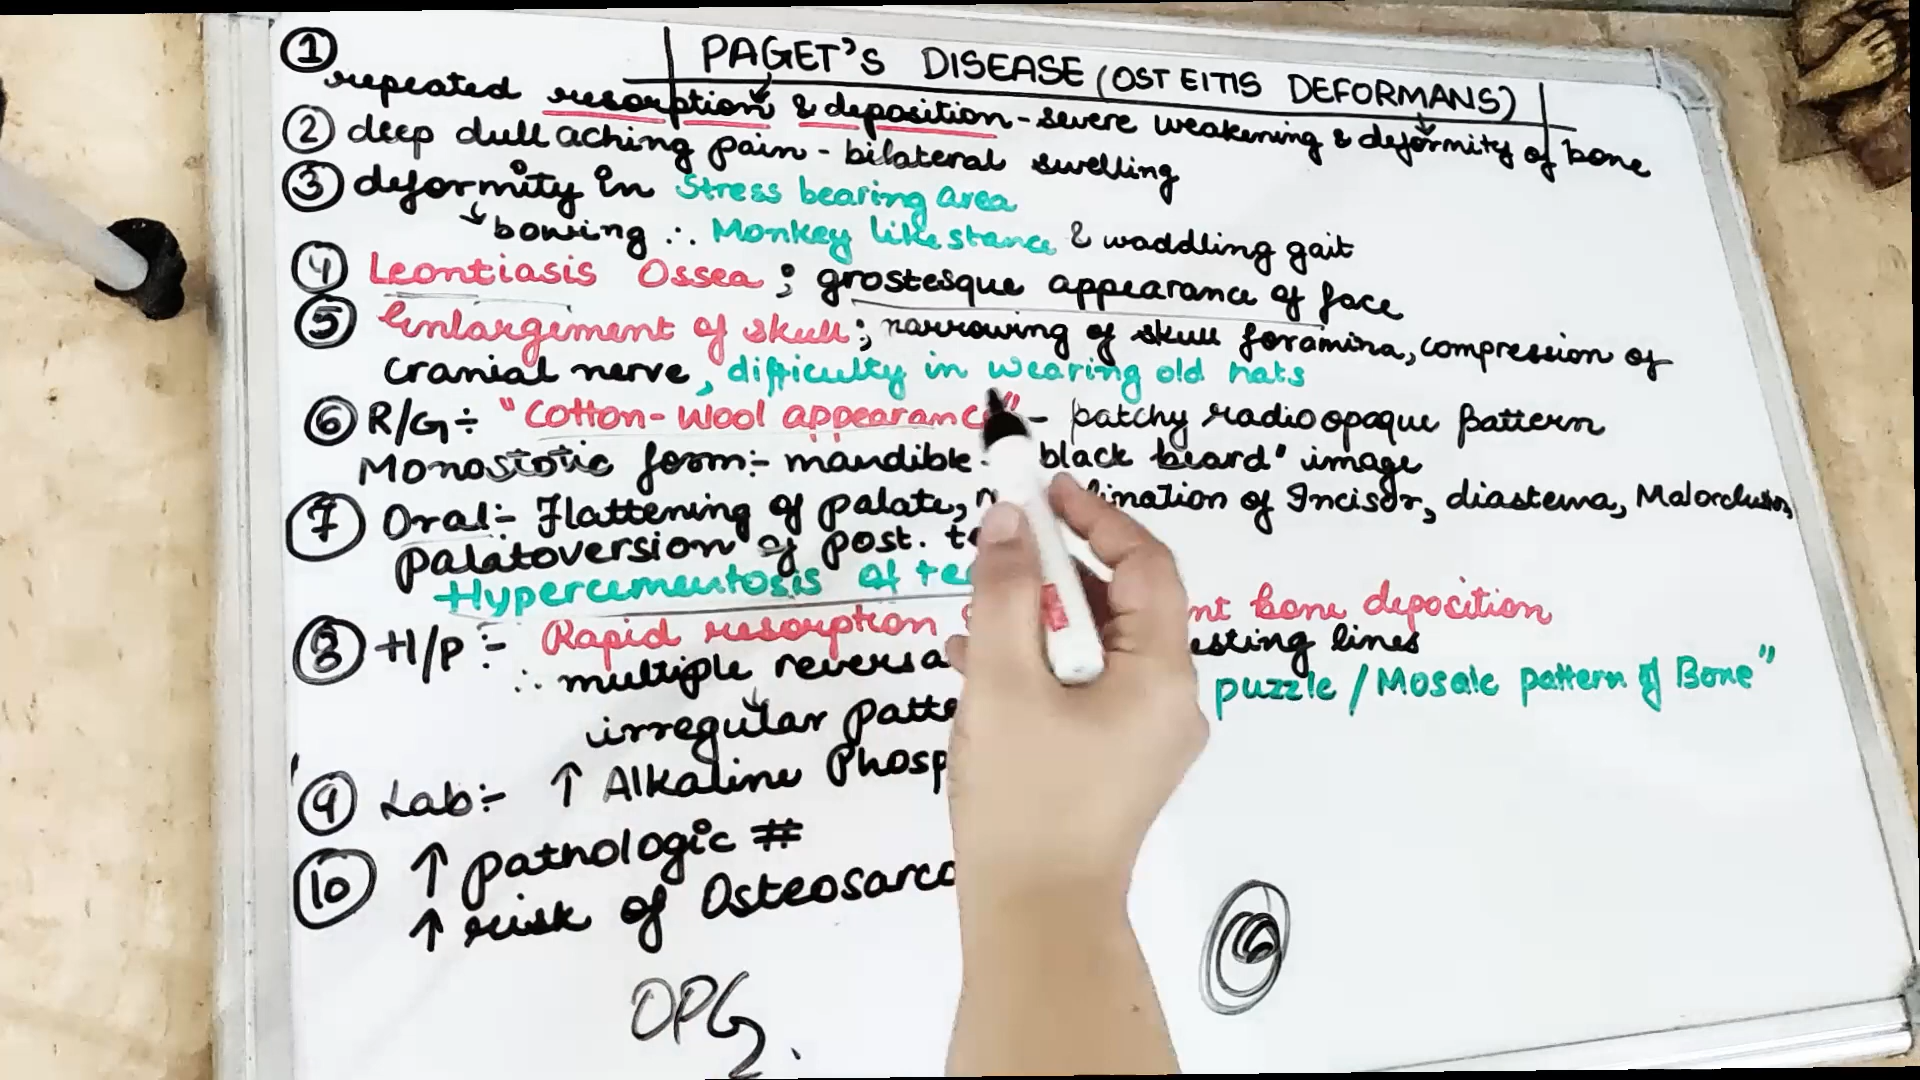 PAGET'S DISEASE (OSTEITIS DEFORMANS)
① repeated resorption & deposition - severe weakening & deformity of bone
② deep dull aching pain - bilateral swelling
③ deformity in Stress bearing area
↳ bowing ∴ Monkey like stance & waddling gait
④ Leontiasis Ossea ; grostesque appearance of face
⑤ Enlargement of skull ; narrowing of skull foramina, compression of
cranial nerve, difficulty in wearing old hats
⑥ R/G ÷ "Cotton-Wool appearance" - patchy radioopaque pattern
Monostotic form:- mandible - black beard" image
⑦ Oral :- Flattening of palate, of Incisor, diastema, Malocclusion,
palatoversion of post.
Hypercementosis of
⑧ H/P :- Rapid resorption bone deposition
∴ multiple lines
irregular puzzle / Mosaic pattern of Bone"
⑨ Lab :- ↑ Alkaline
⑩ ↑ pathologic #
↑ risk of
OPG